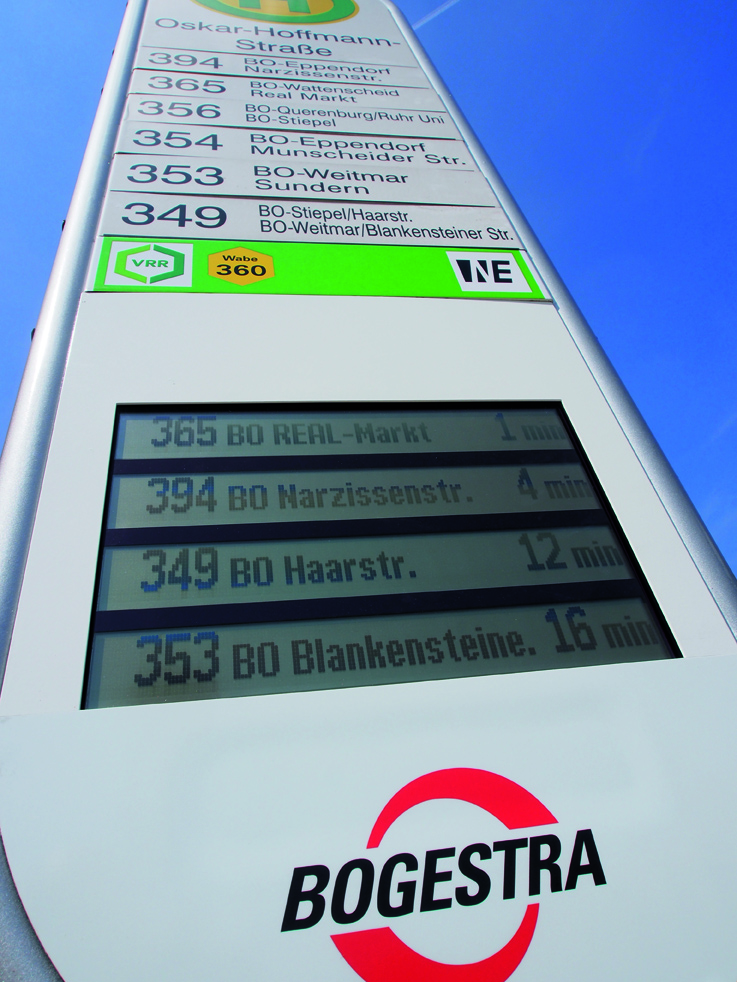 H
Oskar-Hoffmann-
Straße
394 BO-Eppendorf
Narzissenstr.
365 BO-Wattenscheid
Real Markt
356 BO-Querenburg/Ruhr Uni
BO-Stiepel
354 BO-Eppendorf
Munscheider Str.
353 BO-Weitmar
Sundern
349 BO-Stiepel/Haarstr.
BO-Weitmar/Blankensteiner Str.
VRR Wabe 360 NE
365 BO REAL-Markt 1 min
394 BO Narzissenstr. 4 min
349 BO Haarstr. 12 min
353 BO Blankensteine. 16 min
BOGESTRA